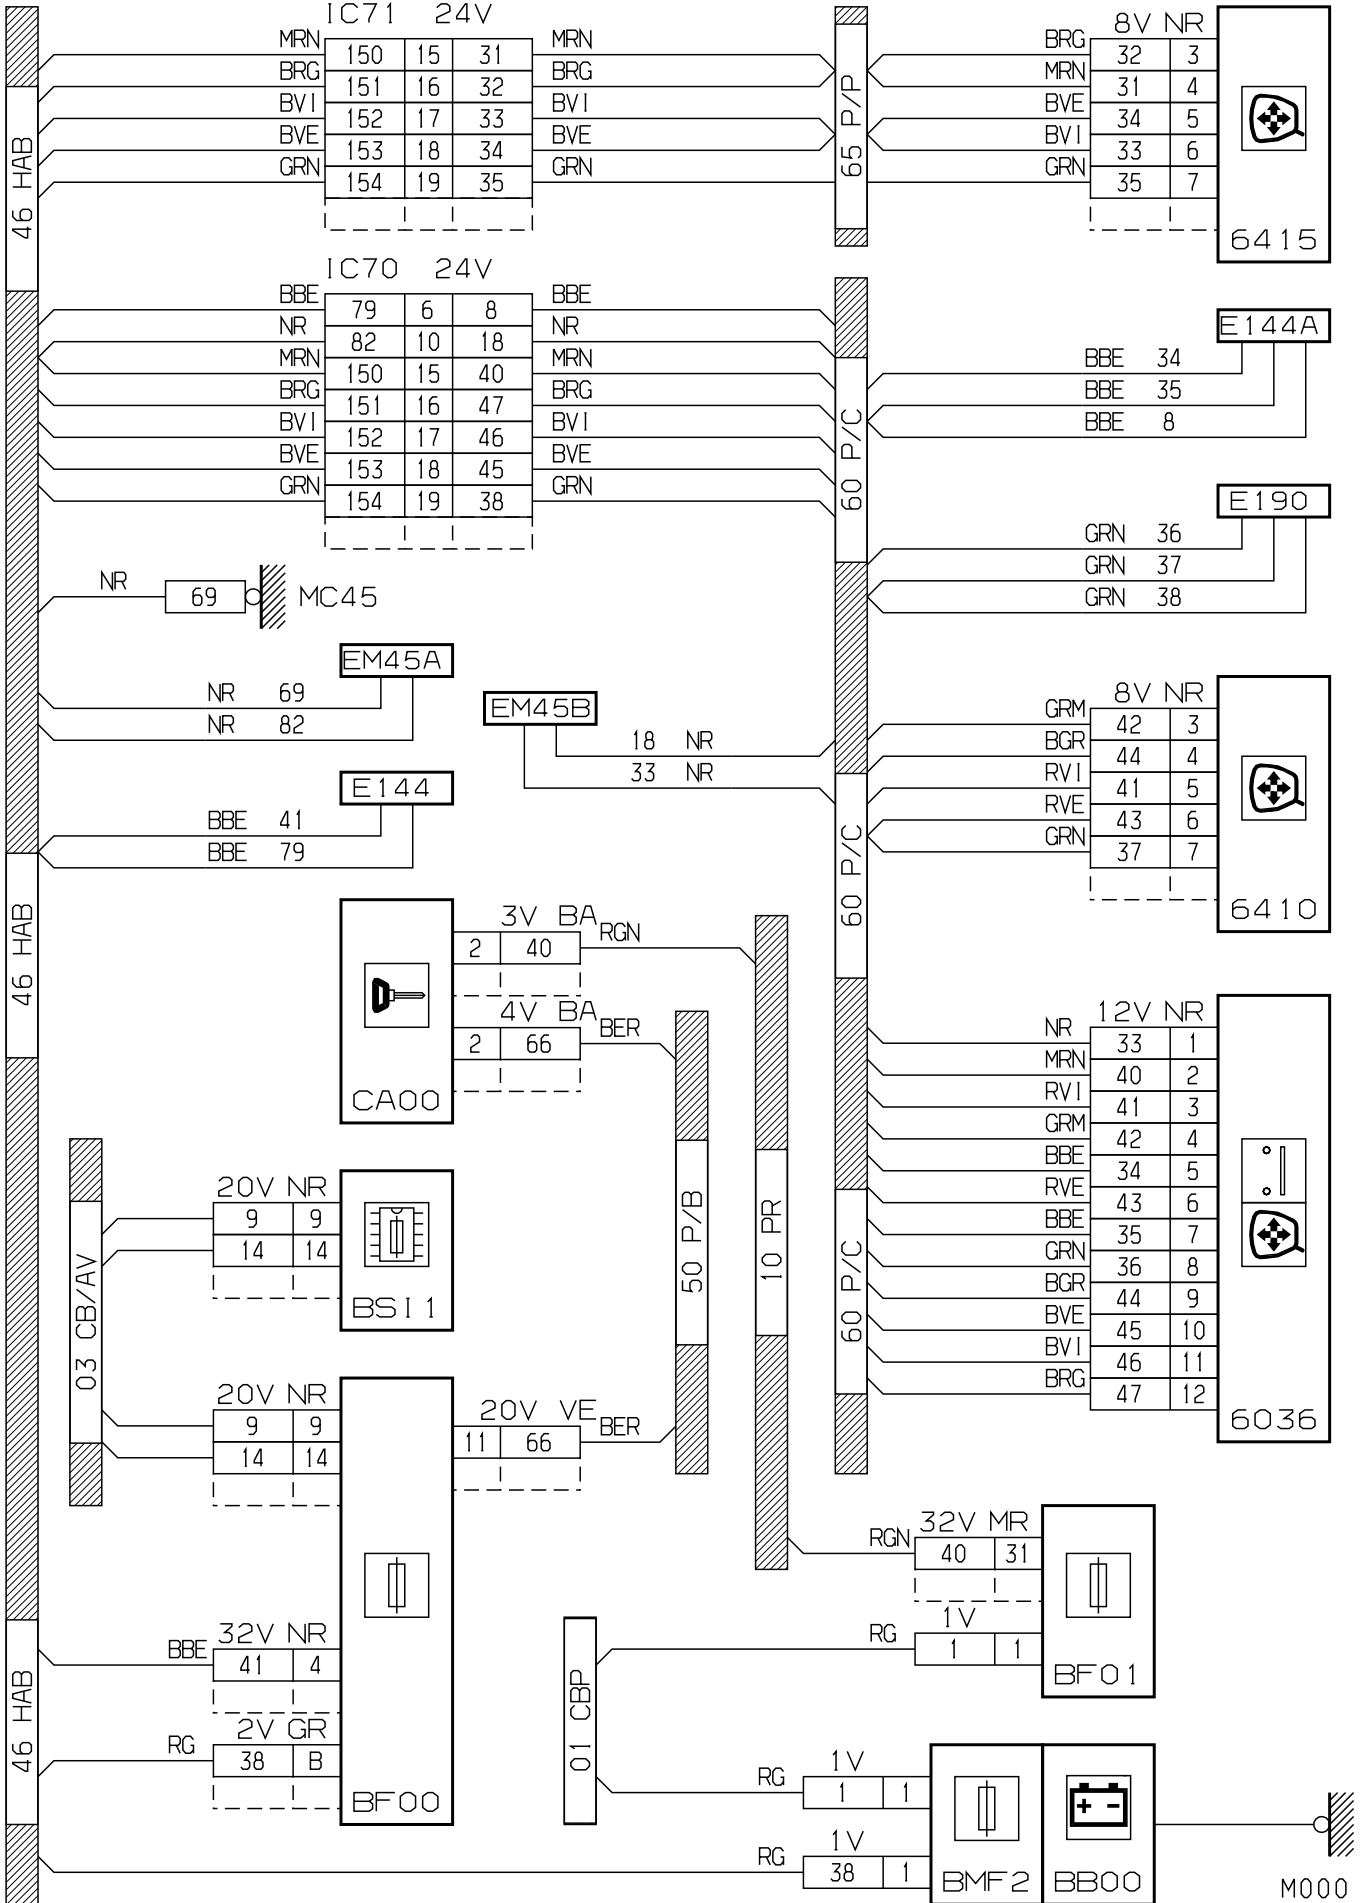 IC71 24V
MRN 150 15 31 MRN
BRG 151 16 32 BRG
BVI 152 17 33 BVI
BVE 153 18 34 BVE
GRN 154 19 35 GRN
46 HAB
65 P/P
8V NR
BRG 32 3
MRN 31 4
BVE 34 5
BVI 33 6
GRN 35 7
6415
IC70 24V
BBE 79 6 8 BBE
NR 82 10 18 NR
MRN 150 15 40 MRN
BRG 151 16 47 BRG
BVI 152 17 46 BVI
BVE 153 18 45 BVE
GRN 154 19 38 GRN
60 P/C
E144A
BBE 34
BBE 35
BBE 8
E190
GRN 36
GRN 37
GRN 38
NR 69 MC45
EM45A
NR 69
NR 82
EM45B
18 NR
33 NR
E144
BBE 41
BBE 79
8V NR
GRM 42 3
BGR 44 4
RVI 41 5
RVE 43 6
GRN 37 7
6410
60 P/C
46 HAB
3V BA
2 40 RGN
4V BA
2 66 BER
CA00
12V NR
NR 33 1
MRN 40 2
RVI 41 3
GRM 42 4
BBE 34 5
RVE 43 6
BBE 35 7
GRN 36 8
BGR 44 9
BVE 45 10
BVI 46 11
BRG 47 12
6036
60 P/C
50 P/B
10 PR
03 CB/AV
20V NR
9 9
14 14
BSI1
20V NR
9 9
14 14
20V VE
11 66 BER
32V NR
BBE 41 4
2V GR
RG 38 B
BF00
46 HAB
32V MR
RGN 40 31
1V
RG 1 1
BF01
01 CBP
1V
RG 1 1
1V
RG 38 1
BMF2
+ -
BB00
M000